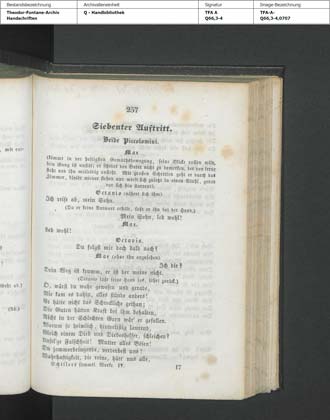 Bestandsbezeichnung
Theodor-Fontane-Archiv
Handschriften
Archivalieneinheit
Q - Handbibliothek
Signatur
TFA A
Q66,3-4
Image-Bezeichnung
TFA-A-
Q66,3-4,0707
257
Siebenter Auftritt.
Beide Piccolomini.
Max
(kommt in der heftigsten Gemüthsbewegung, seine Blicke rollen wild,
sein Gang ist unstät; er scheint den Vater nicht zu bemerken, der von ferne
steht und ihn mitleidig ansieht. Mit großen Schritten geht er durch das
Zimmer, bleibt wieder stehen und wirft sich zuletzt in einen Stuhl, gerad
vor sich hin starrend).
Octavio (nähert sich ihm)
Ich reise ab, mein Sohn.
(Da er keine Antwort erhält, faßt er ihn bei der Hand.)
Mein Sohn, leb wohl!
Max.
Leb wohl!
Octavio.
Du folgst mir doch bald nach?
Max (ohne ihn anzusehen)
Ich dir?
Dein Weg ist krumm, er ist der meine nicht.
(Octavio läßt seine Hand los, fährt zurück.)
O, wärst du wahr gewesen und gerade,
Nie kam es dahin, alles stünde anders!
Er hätte nicht das Schreckliche gethan;
Die Guten hätten Kraft bei ihm behalten,
Nicht in der Schlechten Garn wär' er gefallen.
Warum so heimlich, hinterlistig laurend,
Gleich einem Dieb und Diebeshelfer, schleichen?
Unsel'ge Falschheit! Mutter alles Bösen!
Du jammerbringende, verderbest uns!
Wahrhaftigkeit, die reine, hätt uns alle,
Schillers sämmtl. Werke. IV.
17